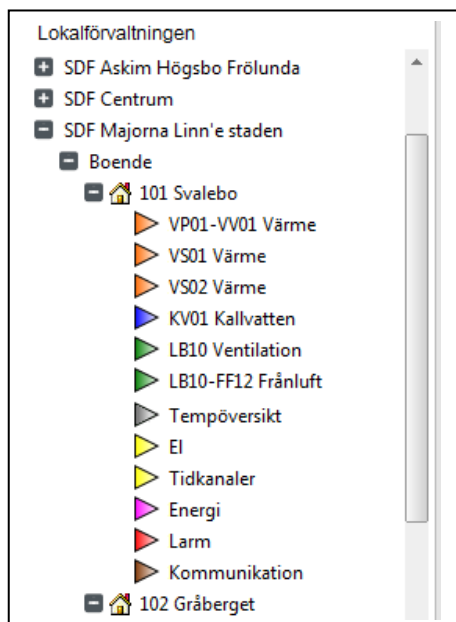 Lokalförvaltningen
SDF Askim Högsbo Frölunda
SDF Centrum
SDF Majorna Linn'e staden
Boende
101 Svalebo
VP01-VV01 Värme
VS01 Värme
VS02 Värme
KV01 Kallvatten
LB10 Ventilation
LB10-FF12 Frånluft
Tempöversikt
El
Tidkanaler
Energi
Larm
Kommunikation
102 Gråberget